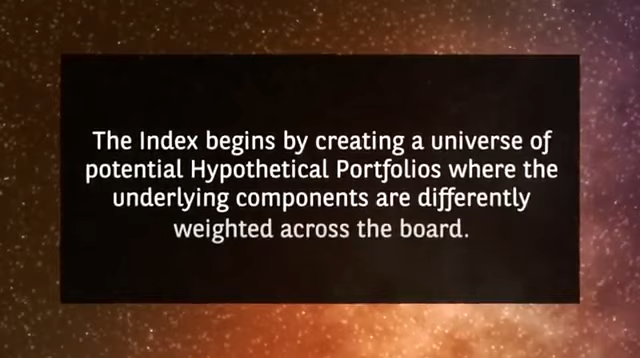 The Index begins by creating a universe of
potential Hypothetical Portfolios where the
underlying components are differently
weighted across the board.